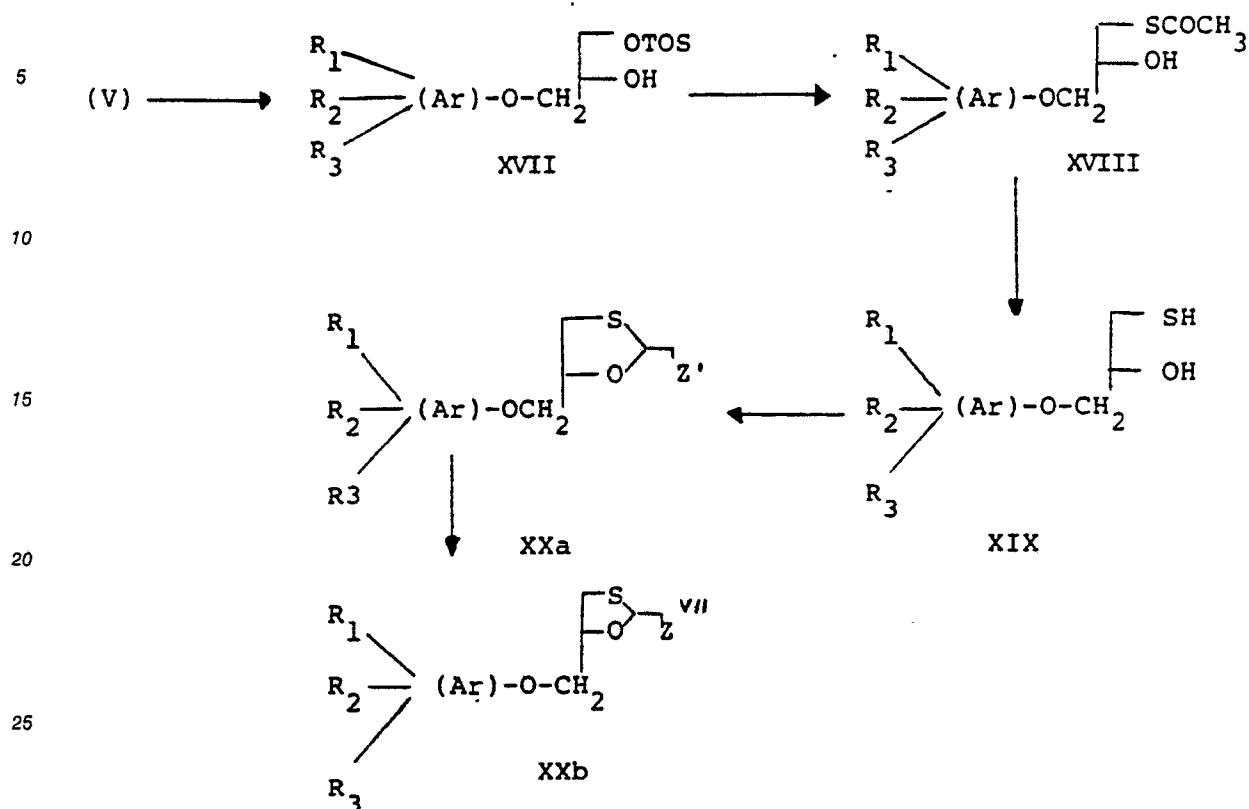 R1
OTOS
OH
5
(V)
R2
(Ar)-O-CH2
R3
XVII
R1
SCOCH3
OH
R2
(Ar)-OCH2
R3
XVIII
10
R1
S
O
Z'
15
R2
(Ar)-OCH2
R3
XXa
R1
SH
OH
R2
(Ar)-O-CH2
R3
XIX
20
R1
S
O
Z VII
R2
(Ar)-O-CH2
25
R3
XXb